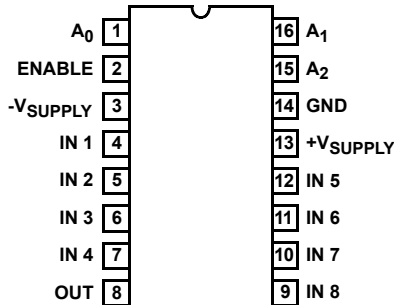 A0 1 16 A1
ENABLE 2 15 A2
-VSUPPLY 3 14 GND
IN 1 4 13 +VSUPPLY
IN 2 5 12 IN 5
IN 3 6 11 IN 6
IN 4 7 10 IN 7
OUT 8 9 IN 8